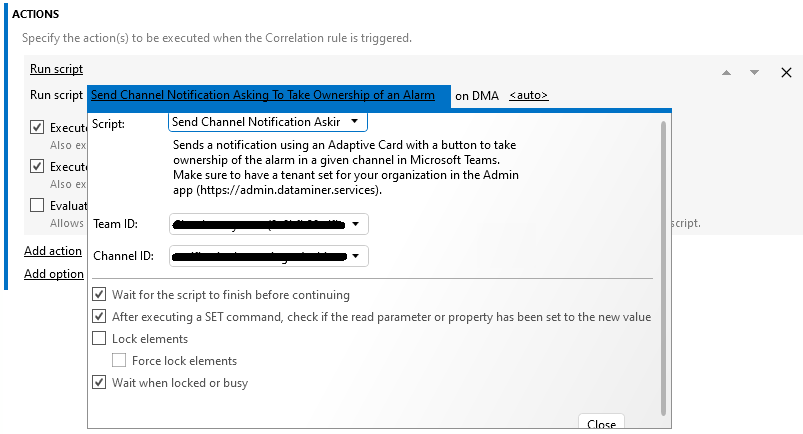 ACTIONS
Specify the action(s) to be executed when the Correlation rule is triggered.
Run script
Run script Send Channel Notification Asking To Take Ownership of an Alarm on DMA <auto>
Script: Send Channel Notification Askir
Execute
Also ex
Sends a notification using an Adaptive Card with a button to take
ownership of the alarm in a given channel in Microsoft Teams.
Make sure to have a tenant set for your organization in the Admin
app (https://admin.dataminer.services).
Execute
Also ex
Evaluat
Allows
script.
Team ID:
Channel ID:
Add action
Add option
Wait for the script to finish before continuing
After executing a SET command, check if the read parameter or property has been set to the new value
Lock elements
Force lock elements
Wait when locked or busy
Close